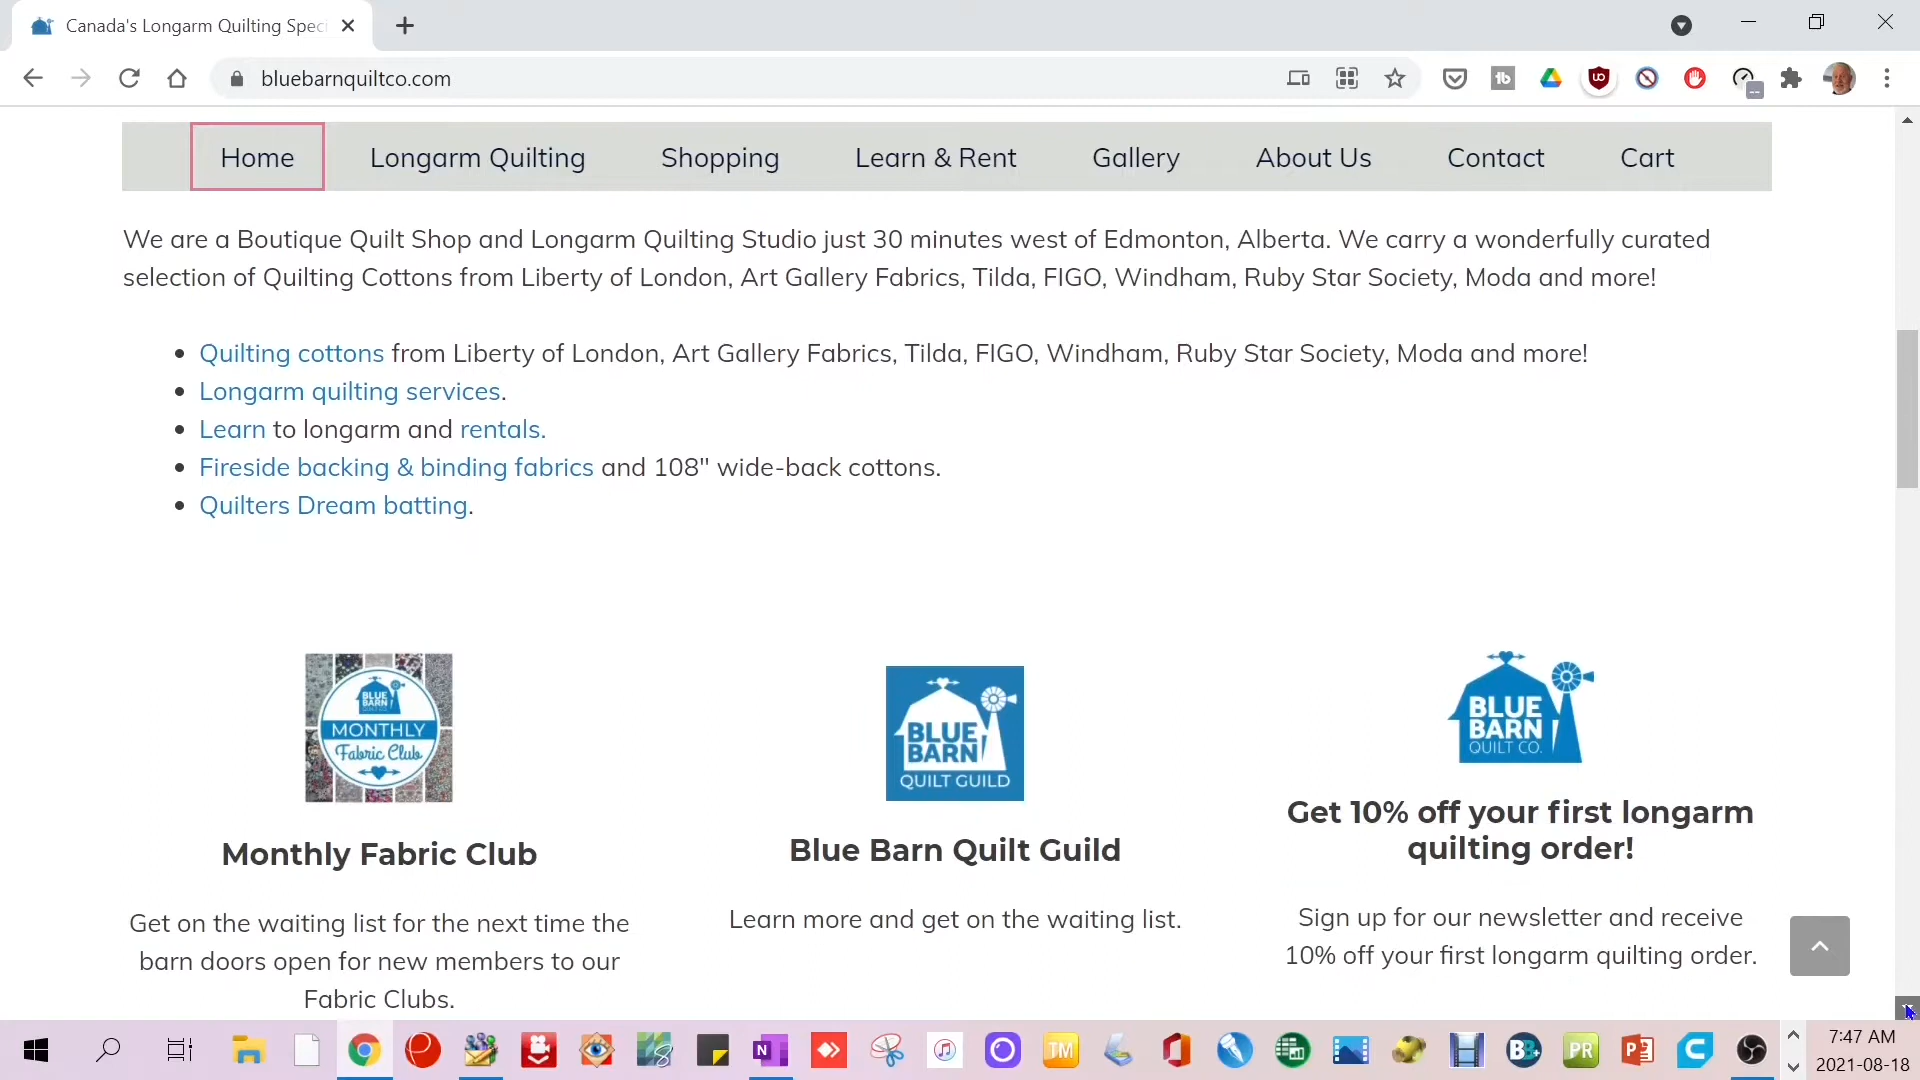 Canada's Longarm Quilting Spec
bluebarnquiltco.com
Home Longarm Quilting Shopping Learn & Rent Gallery About Us Contact Cart
We are a Boutique Quilt Shop and Longarm Quilting Studio just 30 minutes west of Edmonton, Alberta. We carry a wonderfully curated
selection of Quilting Cottons from Liberty of London, Art Gallery Fabrics, Tilda, FIGO, Windham, Ruby Star Society, Moda and more!
• Quilting cottons from Liberty of London, Art Gallery Fabrics, Tilda, FIGO, Windham, Ruby Star Society, Moda and more!
• Longarm quilting services.
• Learn to longarm and rentals.
• Fireside backing & binding fabrics and 108" wide-back cottons.
• Quilters Dream batting.
BLUE
BARN
MONTHLY
Fabric Club
Monthly Fabric Club
Get on the waiting list for the next time the
barn doors open for new members to our
Fabric Clubs.
BLUE
BARN
QUILT GUILD
Blue Barn Quilt Guild
Learn more and get on the waiting list.
BLUE
BARN
QUILT CO.
Get 10% off your first longarm
quilting order!
Sign up for our newsletter and receive
10% off your first longarm quilting order.
N TM PR
7:47 AM
2021-08-18